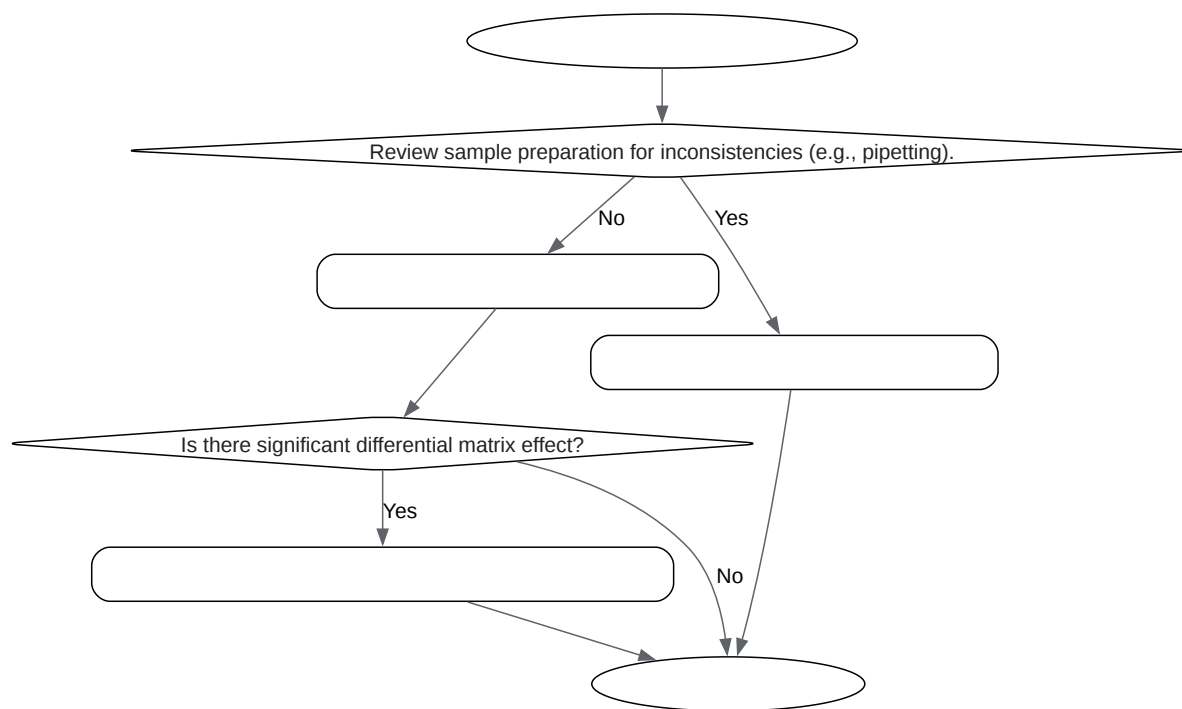 Review sample preparation for inconsistencies (e.g., pipetting).
No
Yes
Is there significant differential matrix effect?
Yes
No